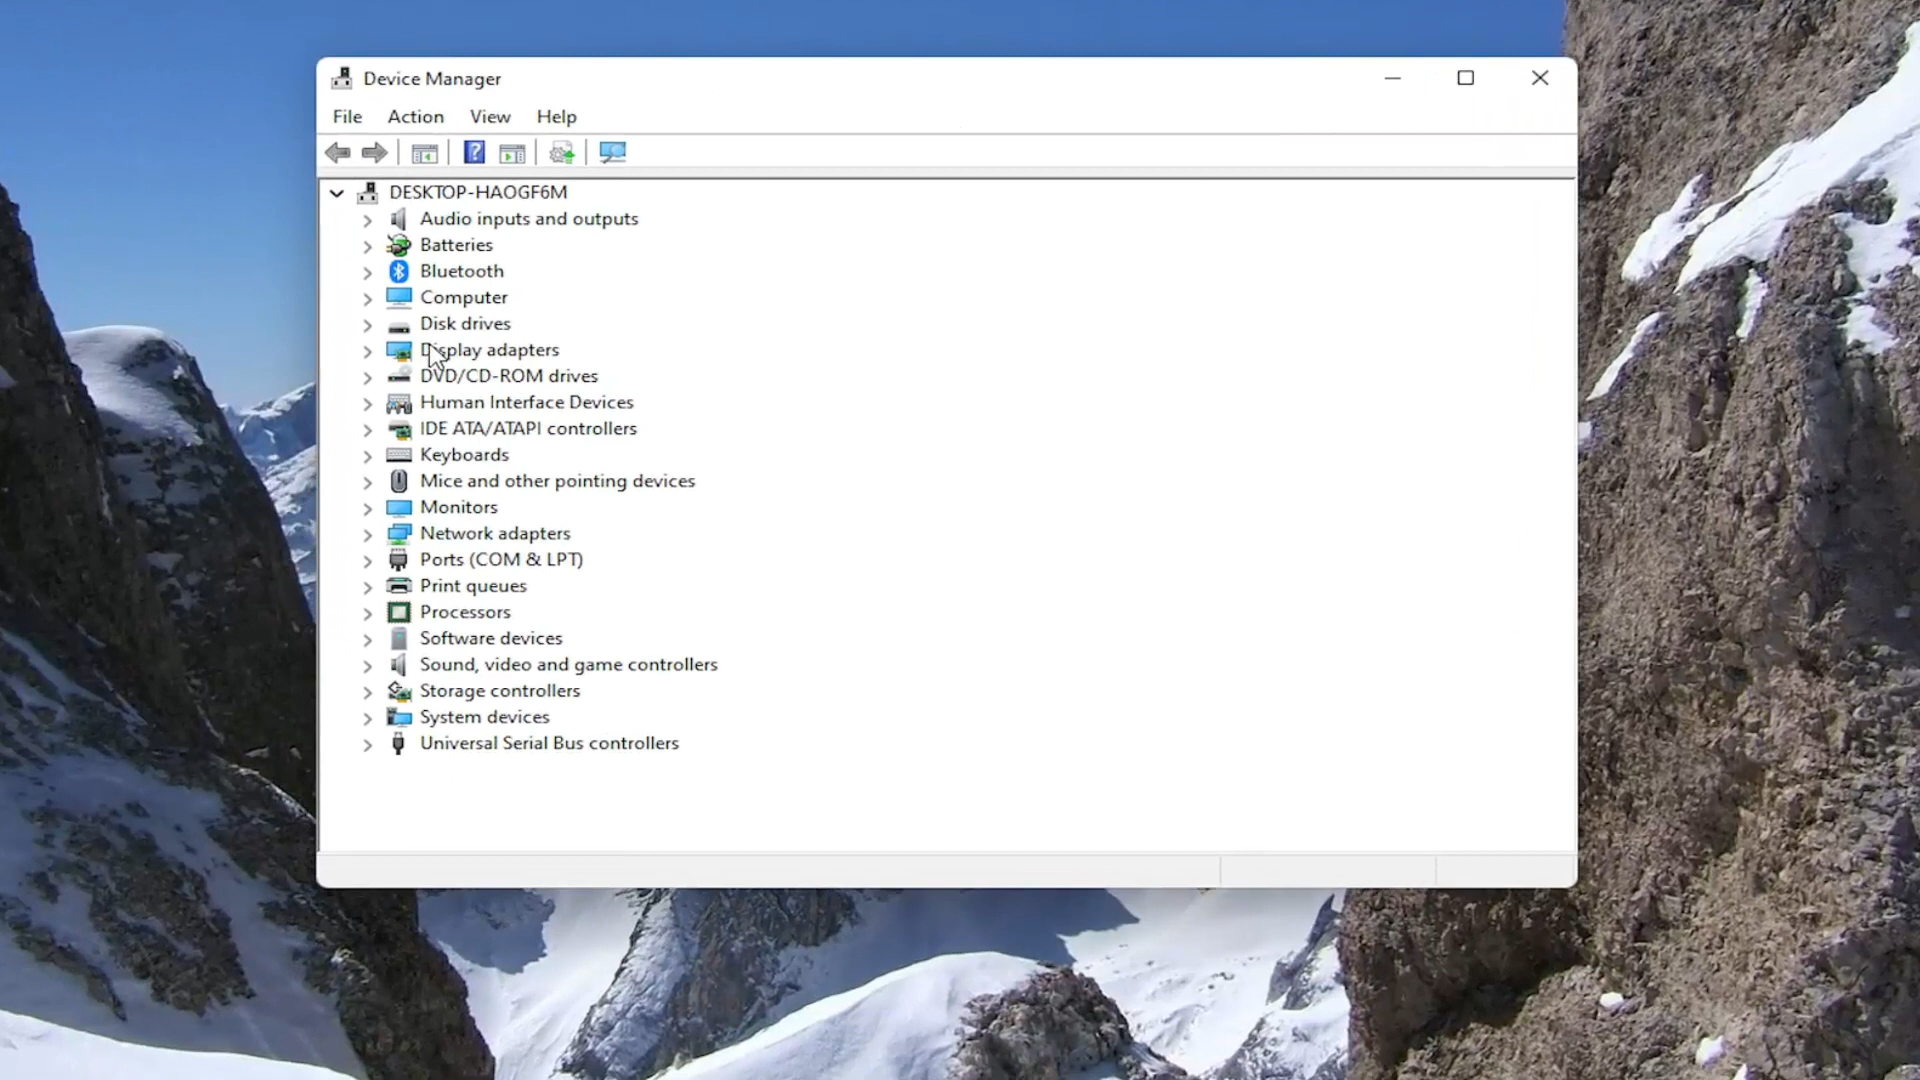 Device Manager
File Action View Help
DESKTOP-HAOGF6M
Audio inputs and outputs
Batteries
Bluetooth
Computer
Disk drives
Display adapters
DVD/CD-ROM drives
Human Interface Devices
IDE ATA/ATAPI controllers
Keyboards
Mice and other pointing devices
Monitors
Network adapters
Ports (COM & LPT)
Print queues
Processors
Software devices
Sound, video and game controllers
Storage controllers
System devices
Universal Serial Bus controllers